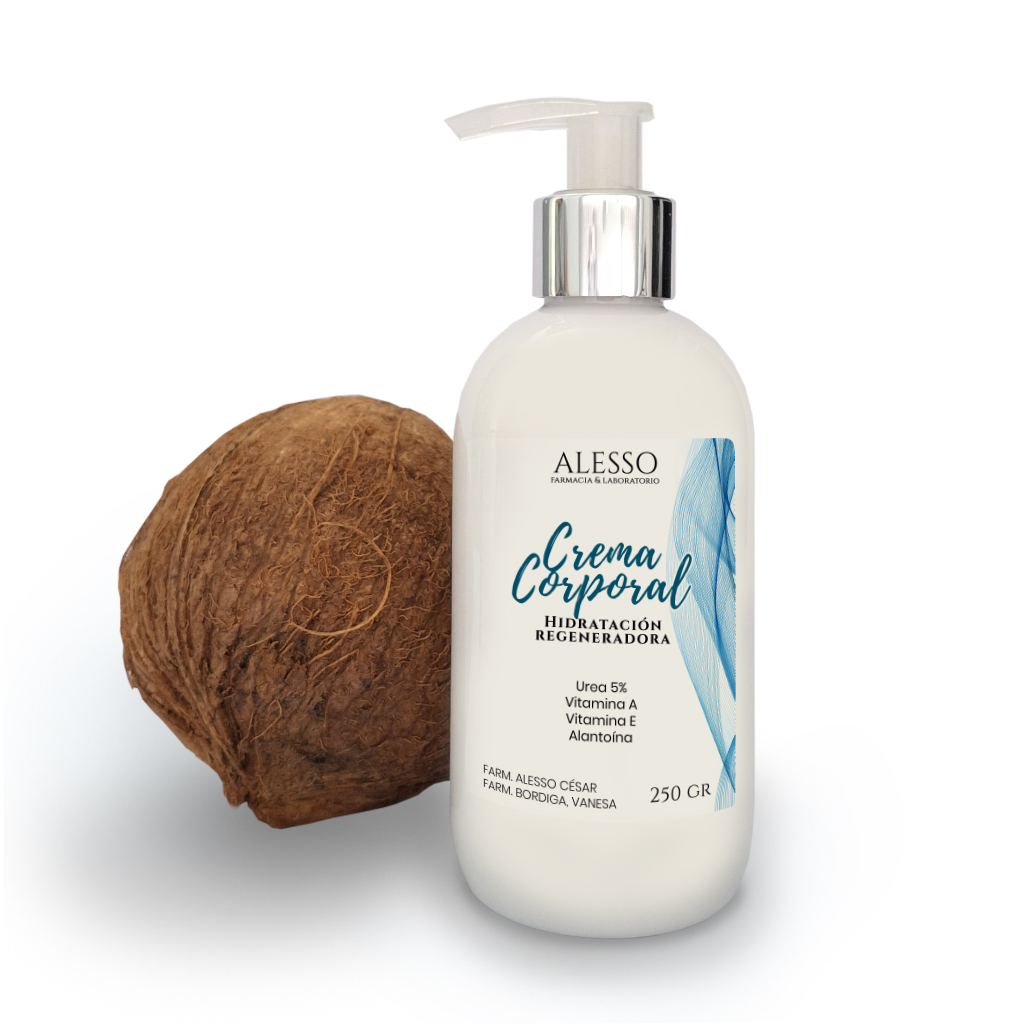 ALESSO
FARMACIA & LABORATORIO
Crema
Corporal
HIDRATACIÓN
REGENERADORA
Urea 5%
Vitamina A
Vitamina E
Alantoína
FARM. ALESSO CÉSAR
FARM. BORDIGA, VANESA
250 GR